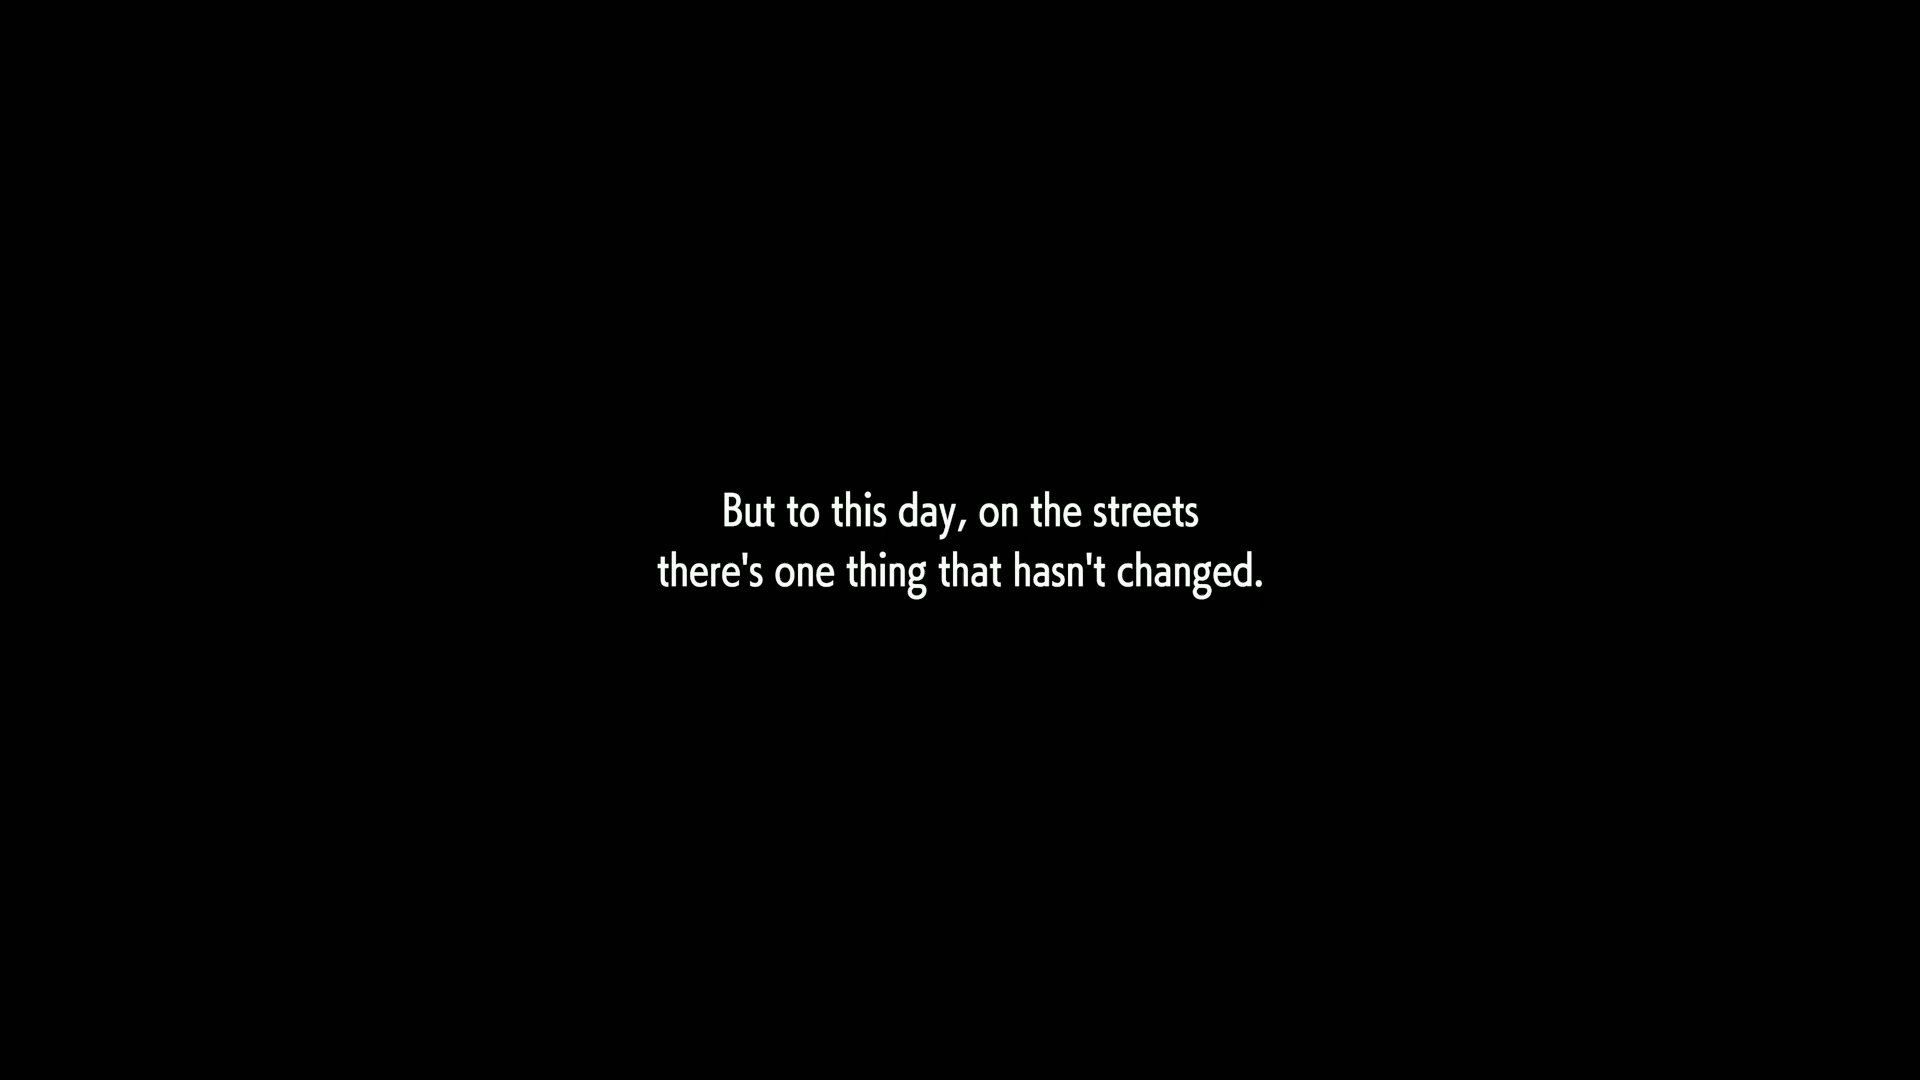 But to this day, on the streets
there's one thing that hasn't changed.